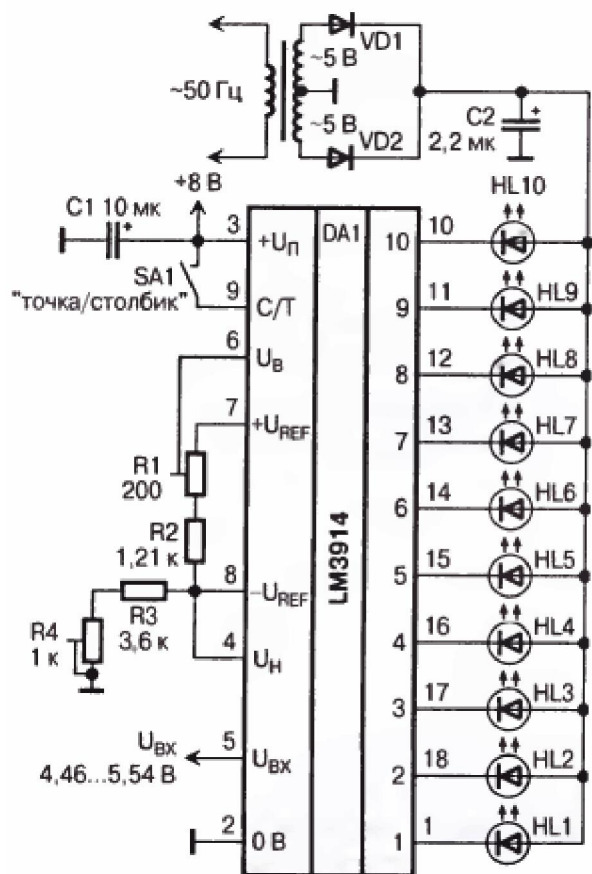 ~50 Гц
~5 В
~5 В
VD1
VD2
C2
+
2,2 мк
+8 В
C1 10 мк
+
SA1
"точка/столбик"
DA1
LM3914
3
+UП
9
С/Т
6
UВ
7
+UREF
R1
200
R2
1,21 к
8
–UREF
R3
3,6 к
R4
1 к
4
UН
UВХ
4,46...5,54 В
5
UВХ
2
0 В
10
10
HL10
9
11
HL9
8
12
HL8
7
13
HL7
6
14
HL6
5
15
HL5
4
16
HL4
3
17
HL3
2
18
HL2
1
1
HL1